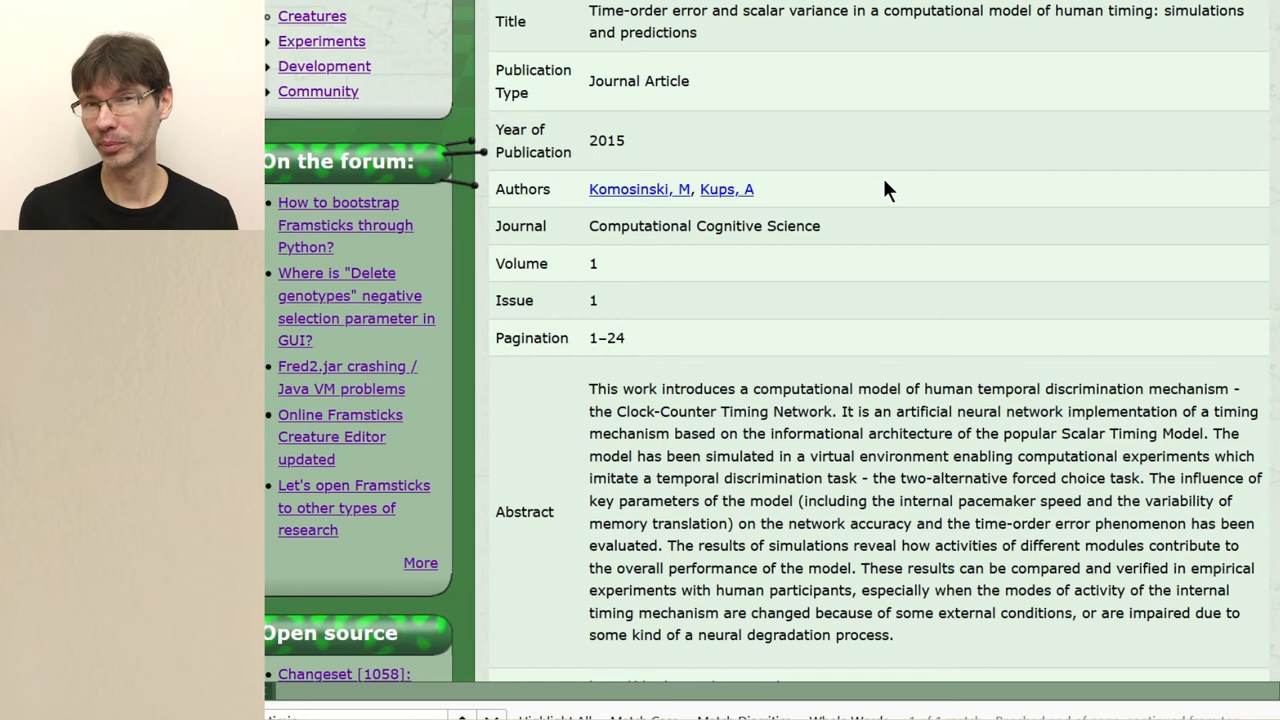 Creatures
Experiments
Development
Community
On the forum:
How to bootstrap
Framsticks through
Python?
Where is "Delete
genotypes" negative
selection parameter in
GUI?
Fred2.jar crashing /
Java VM problems
Online Framsticks
Creature Editor
updated
Let's open Framsticks
to other types of
research
More
Open source
Changeset [1058]:
Title
Time-order error and scalar variance in a computational model of human timing: simulations
and predictions
Publication
Type
Journal Article
Year of
Publication
2015
Authors
Komosinski, M, Kups, A
Journal
Computational Cognitive Science
Volume
1
Issue
1
Pagination
1–24
Abstract
This work introduces a computational model of human temporal discrimination mechanism -
the Clock-Counter Timing Network. It is an artificial neural network implementation of a timing
mechanism based on the informational architecture of the popular Scalar Timing Model. The
model has been simulated in a virtual environment enabling computational experiments which
imitate a temporal discrimination task - the two-alternative forced choice task. The influence of
key parameters of the model (including the internal pacemaker speed and the variability of
memory translation) on the network accuracy and the time-order error phenomenon has been
evaluated. The results of simulations reveal how activities of different modules contribute to
the overall performance of the model. These results can be compared and verified in empirical
experiments with human participants, especially when the modes of activity of the internal
timing mechanism are changed because of some external conditions, or are impaired due to
some kind of a neural degradation process.